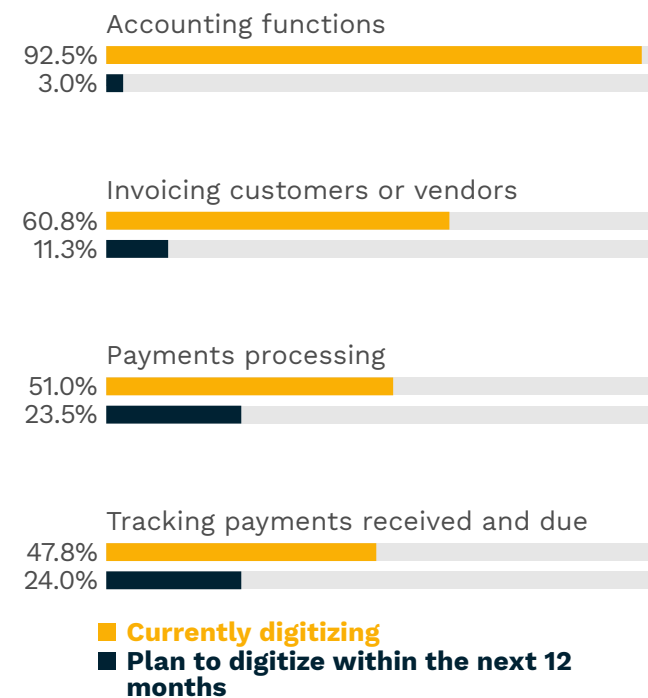 Accounting functions
92.5%
3.0%
Invoicing customers or vendors
60.8%
11.3%
Payments processing
51.0%
23.5%
Tracking payments received and due
47.8%
24.0%
Currently digitizing
Plan to digitize within the next 12
months